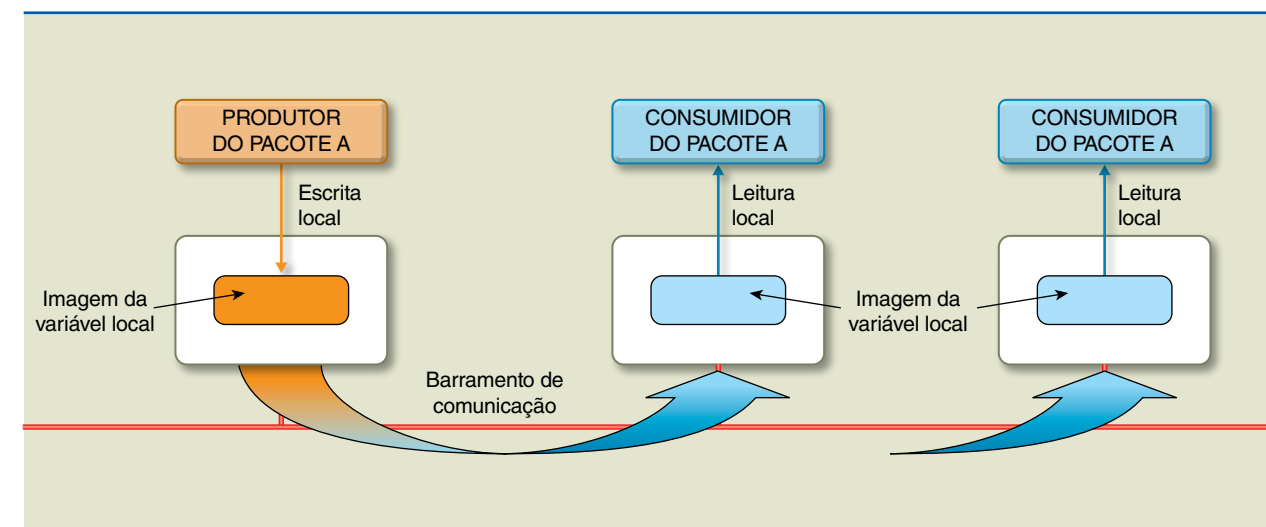 PRODUTOR
DO PACOTE A
CONSUMIDOR
DO PACOTE A
CONSUMIDOR
DO PACOTE A
Escrita
local
Leitura
local
Leitura
local
Imagem da
variável local
Imagem da
variável local
Barramento de
comunicação